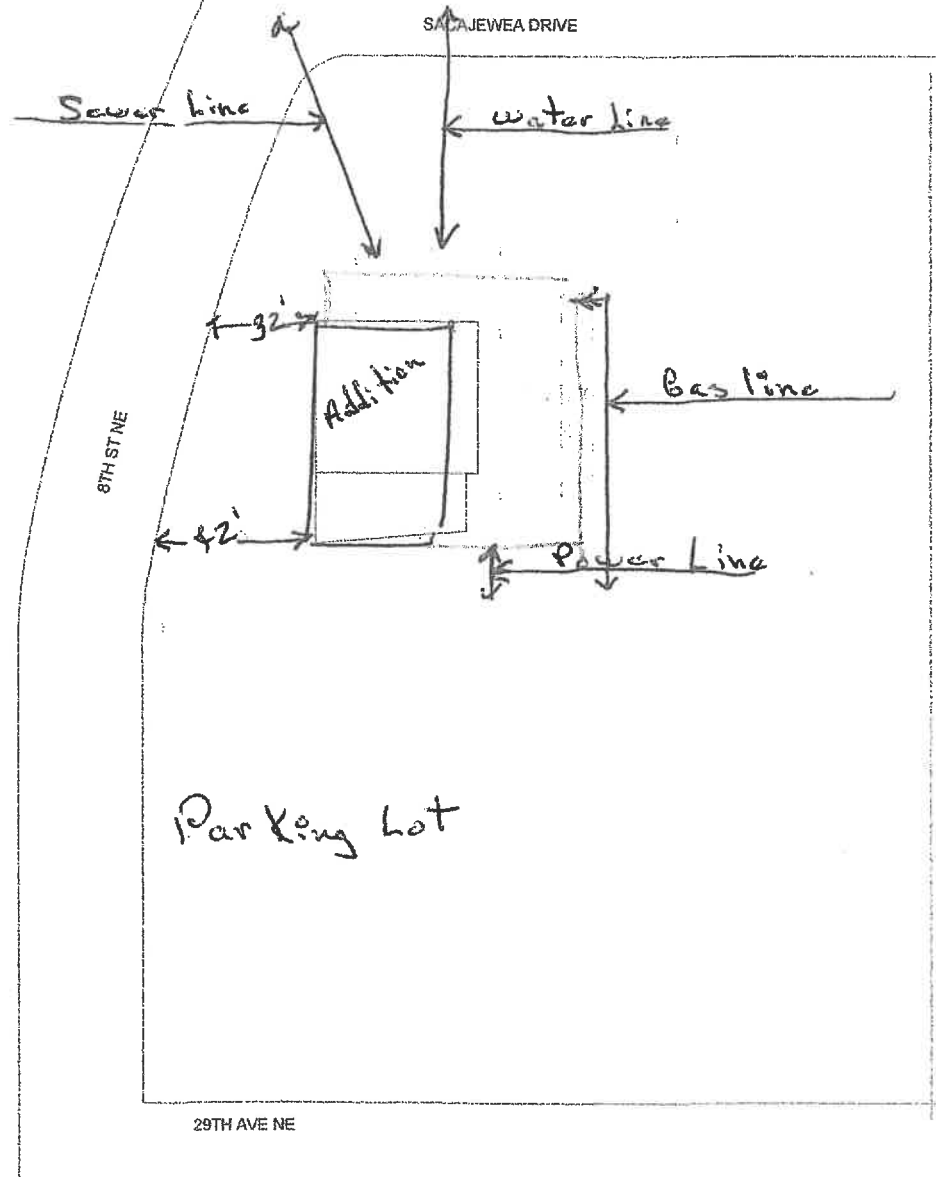 SACAJEWEA DRIVE
Sewer Line
Water Line
32'
Addition
Gas line
8TH ST NE
42'
Power Line
Parking Lot
29TH AVE NE